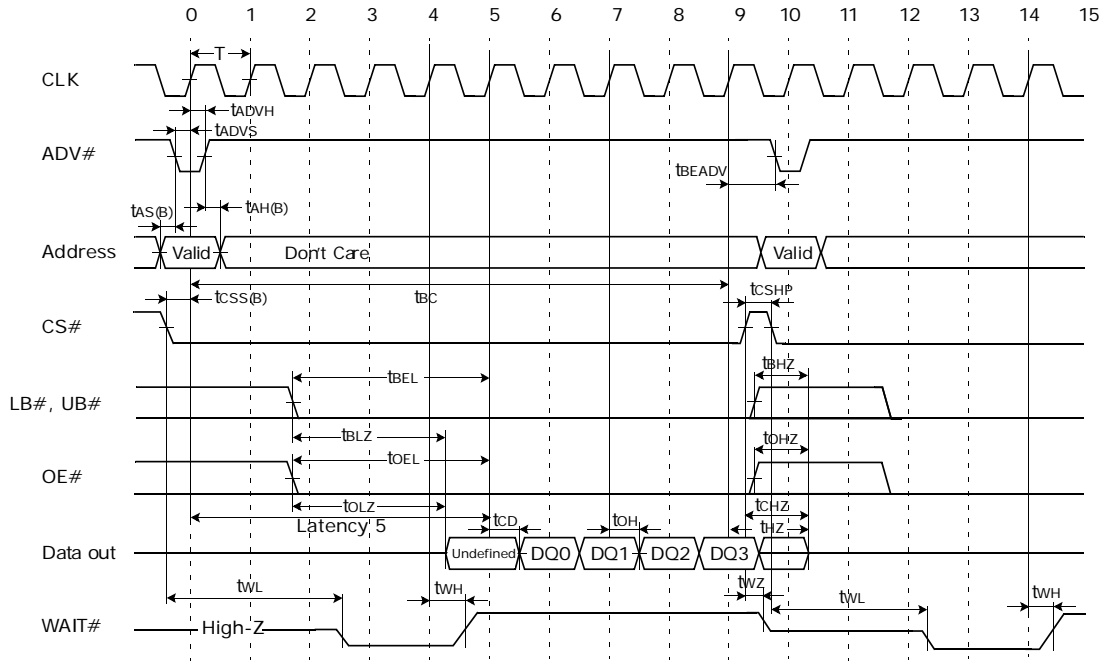 0 1 2 3 4 5 6 7 8 9 10 11 12 13 14 15
T
CLK
tADVH
tADVS
ADV#
tBEADV
tAS(B)
tAH(B)
Address
Valid
Don't Care
Valid
tCSS(B)
tBC
tCSHP
CS#
tBEL
tBHZ
LB#, UB#
tBLZ
tOHZ
tOEL
OE#
tOLZ
tCHZ
Latency 5
tCD
tOH
tHZ
Data out
Undefined
DQ0
DQ1
DQ2
DQ3
tWL
tWH
tWZ
tWL
tWH
WAIT#
High-Z